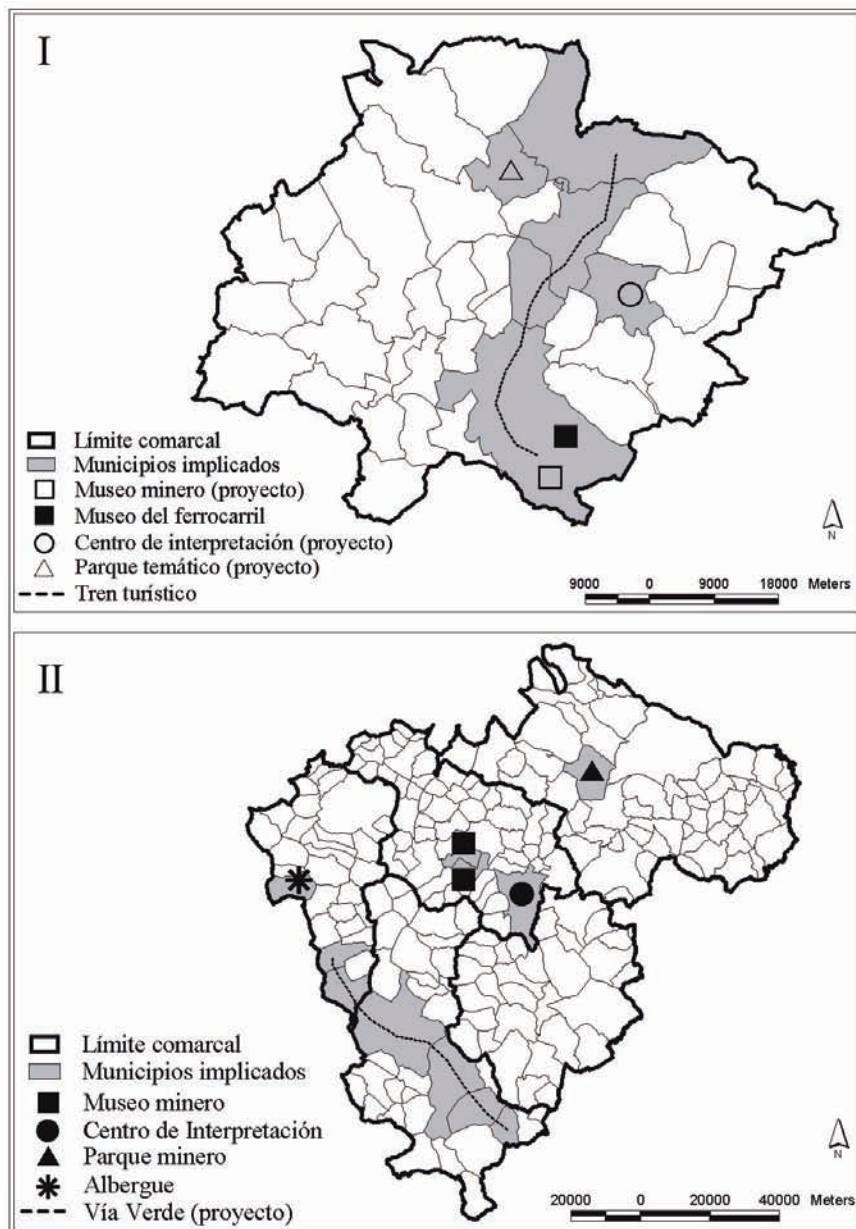 I
Límite comarcal
Municipios implicados
Museo minero (proyecto)
Museo del ferrocarril
Centro de interpretación (proyecto)
Parque temático (proyecto)
Tren turístico
N
9000 0 9000 18000 Meters
II
Límite comarcal
Municipios implicados
Museo minero
Centro de Interpretación
Parque minero
Albergue
Vía Verde (proyecto)
N
20000 0 20000 40000 Meters